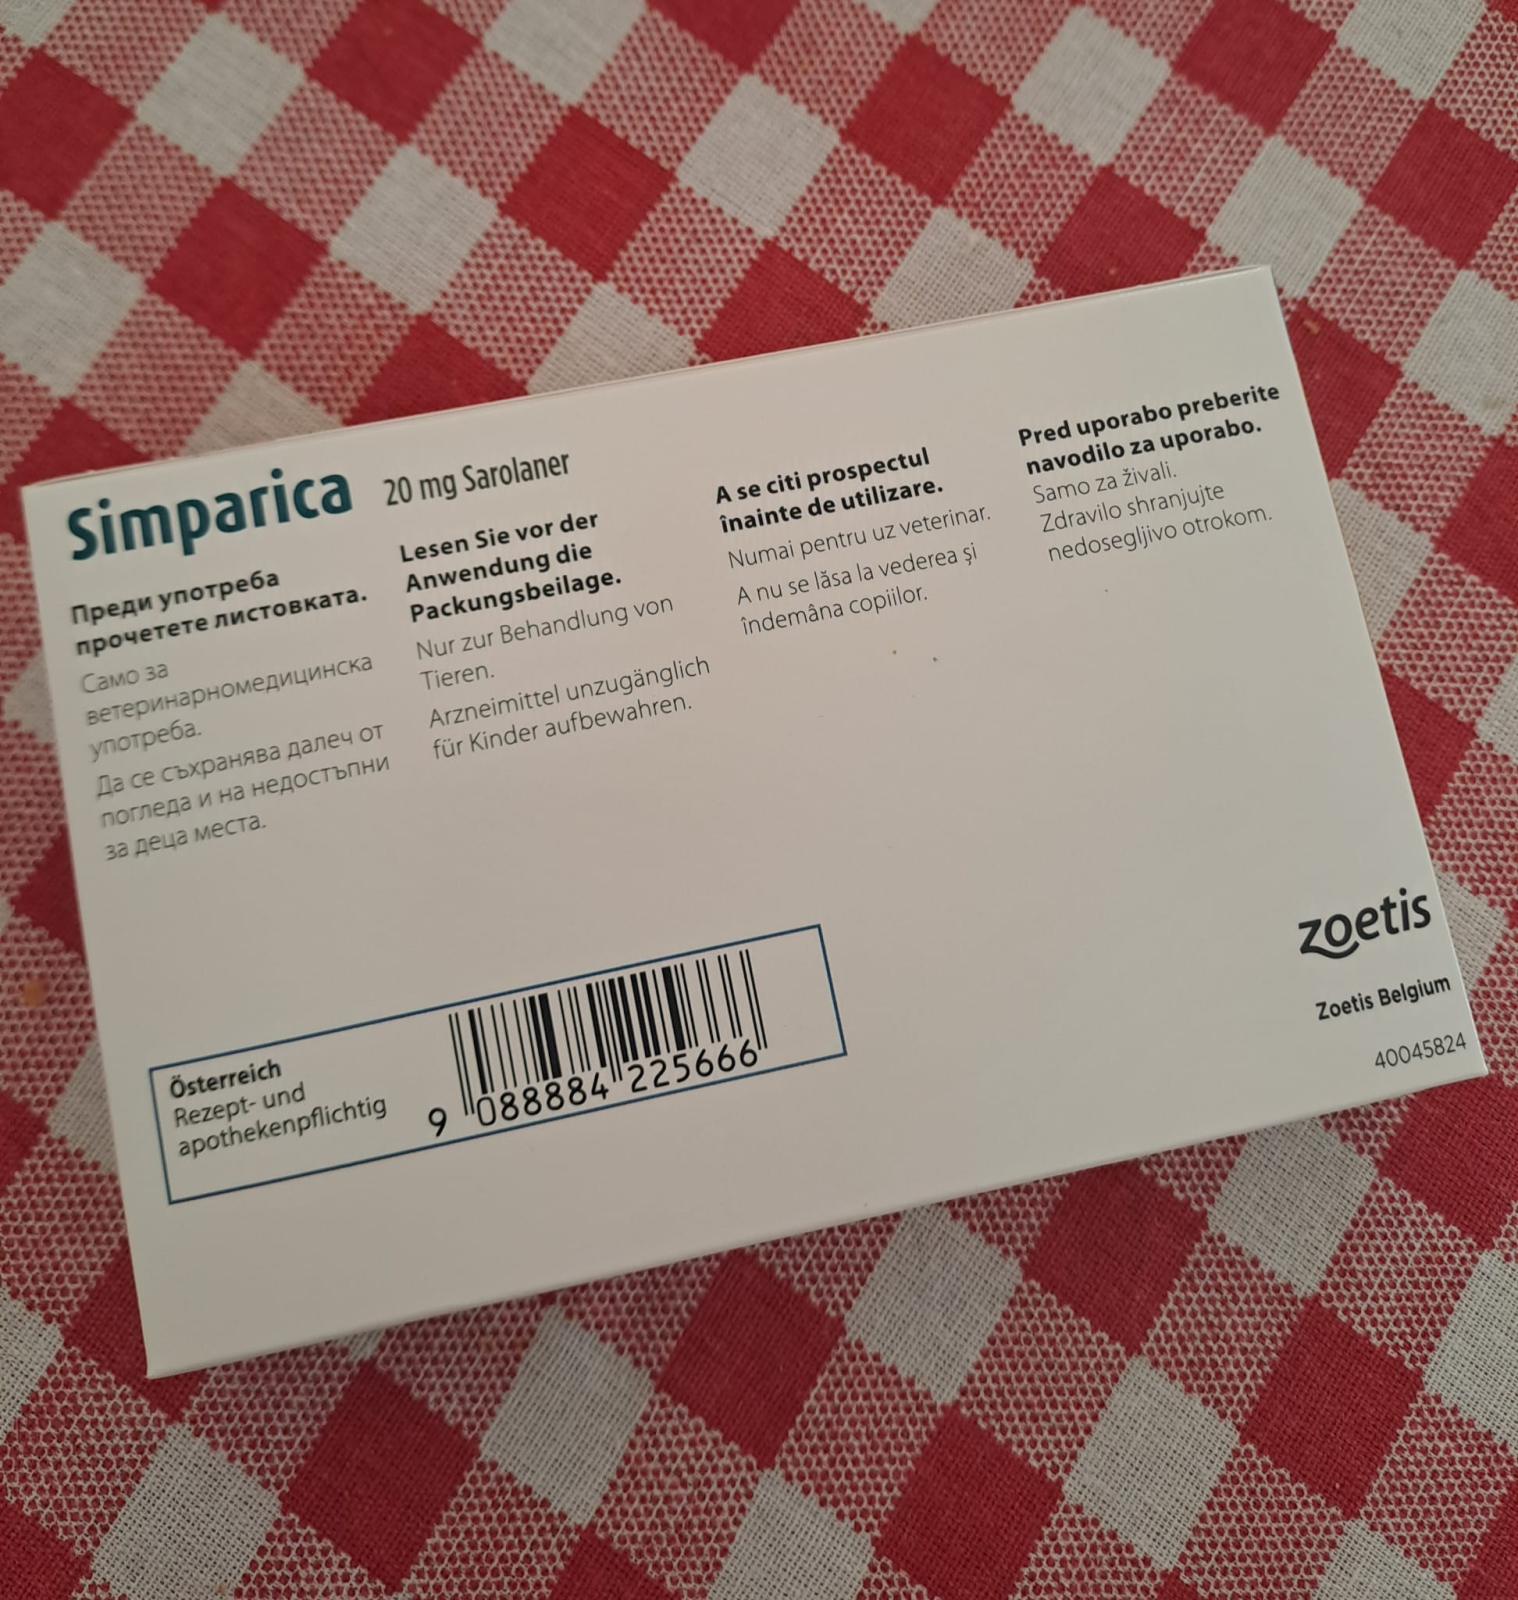 Simparica 20 mg Sarolaner
Преди употреба
прочетете листовката.
Само за
ветеринарномедицинска
употреба.
Да се съхранява далеч от
погледа и на недостъпни
за деца места.
Lesen Sie vor der
Anwendung die
Packungsbeilage.
Nur zur Behandlung von
Tieren.
Arzneimittel unzugänglich
für Kinder aufbewahren.
A se citi prospectul
înainte de utilizare.
Numai pentru uz veterinar.
A nu se lăsa la vederea şi
îndemâna copiilor.
Pred uporabo preberite
navodilo za uporabo.
Samo za živali.
Zdravilo shranjujte
nedosegljivo otrokom.
Österreich
Rezept- und
apothekenpflichtig
9 088884 225666
zoetis
Zoetis Belgium
40045824